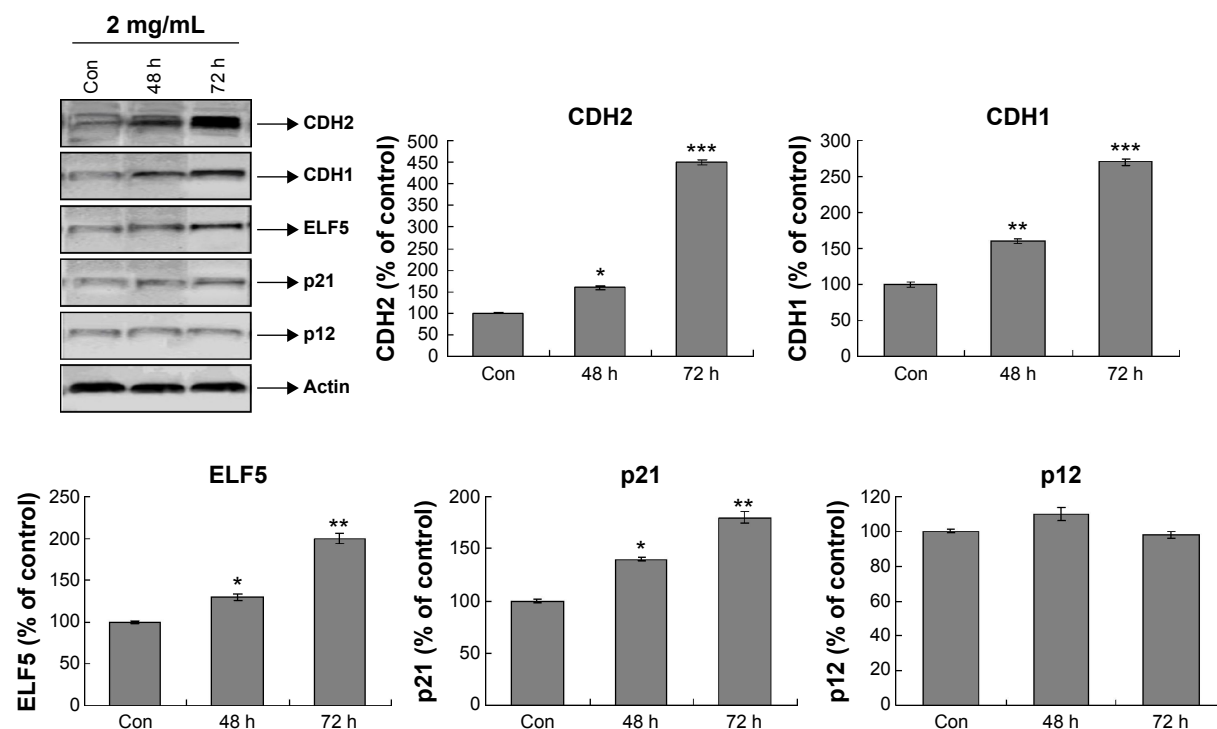 2 mg/mL
Con 48 h 72 h
CDH2
CDH1
ELF5
p21
p12
Actin
CDH2
CDH2 (% of control)
500
450
400
350
300
250
200
150
100
50
0
*
***
Con 48 h 72 h
CDH1
CDH1 (% of control)
300
250
200
150
100
50
0
**
***
Con 48 h 72 h
ELF5
ELF5 (% of control)
250
200
150
100
50
0
*
**
Con 48 h 72 h
p21
p21 (% of control)
200
150
100
50
0
*
**
Con 48 h 72 h
p12
p12 (% of control)
120
100
80
60
40
20
0
Con 48 h 72 h